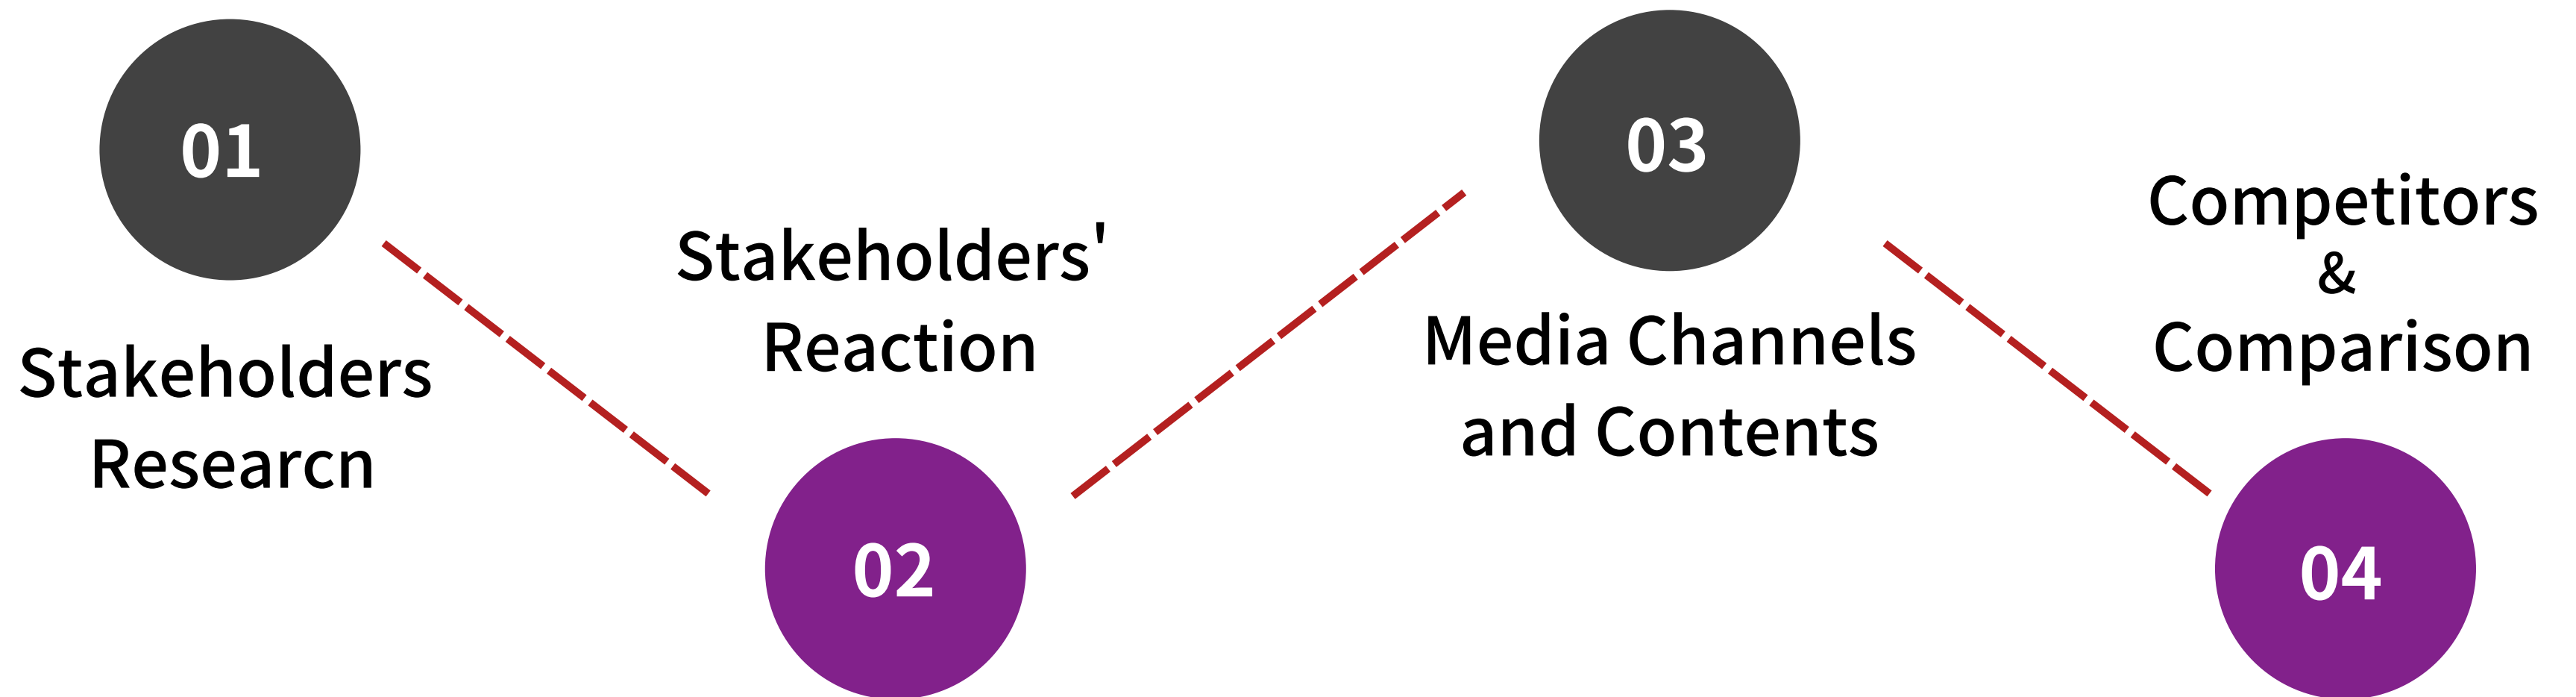 01
Stakeholders
Researcn
Stakeholders'
Reaction
02
03
Media Channels
and Contents
Competitors
&
Comparison
04